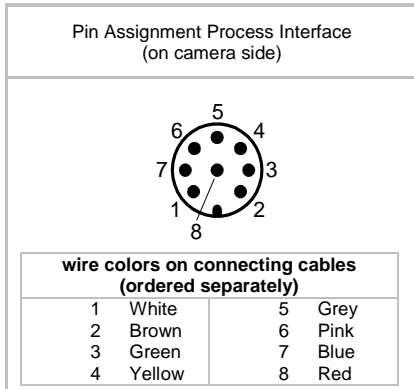 Pin Assignment Process Interface
(on camera side)
5
6 4
7 3
1 2
8
wire colors on connecting cables
(ordered separately)
1 White 5 Grey
2 Brown 6 Pink
3 Green 7 Blue
4 Yellow 8 Red